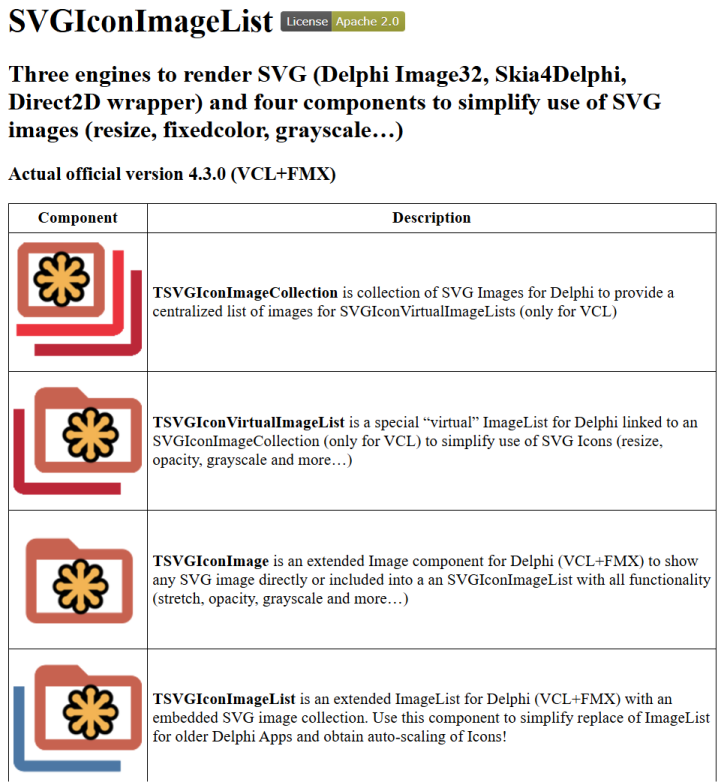 SVGIconImageList License Apache 2.0
Three engines to render SVG (Delphi Image32, Skia4Delphi,
Direct2D wrapper) and four components to simplify use of SVG
images (resize, fixedcolor, grayscale…)
Actual official version 4.3.0 (VCL+FMX)
Component Description
TSVGIconImageCollection is collection of SVG Images for Delphi to provide a
centralized list of images for SVGIconVirtualImageLists (only for VCL)
TSVGIconVirtualImageList is a special “virtual” ImageList for Delphi linked to an
SVGIconImageCollection (only for VCL) to simplify use of SVG Icons (resize,
opacity, grayscale and more…)
TSVGIconImage is an extended Image component for Delphi (VCL+FMX) to show
any SVG image directly or included into a an SVGIconImageList with all functionality
(stretch, opacity, grayscale and more…)
TSVGIconImageList is an extended ImageList for Delphi (VCL+FMX) with an
embedded SVG image collection. Use this component to simplify replace of ImageList
for older Delphi Apps and obtain auto-scaling of Icons!